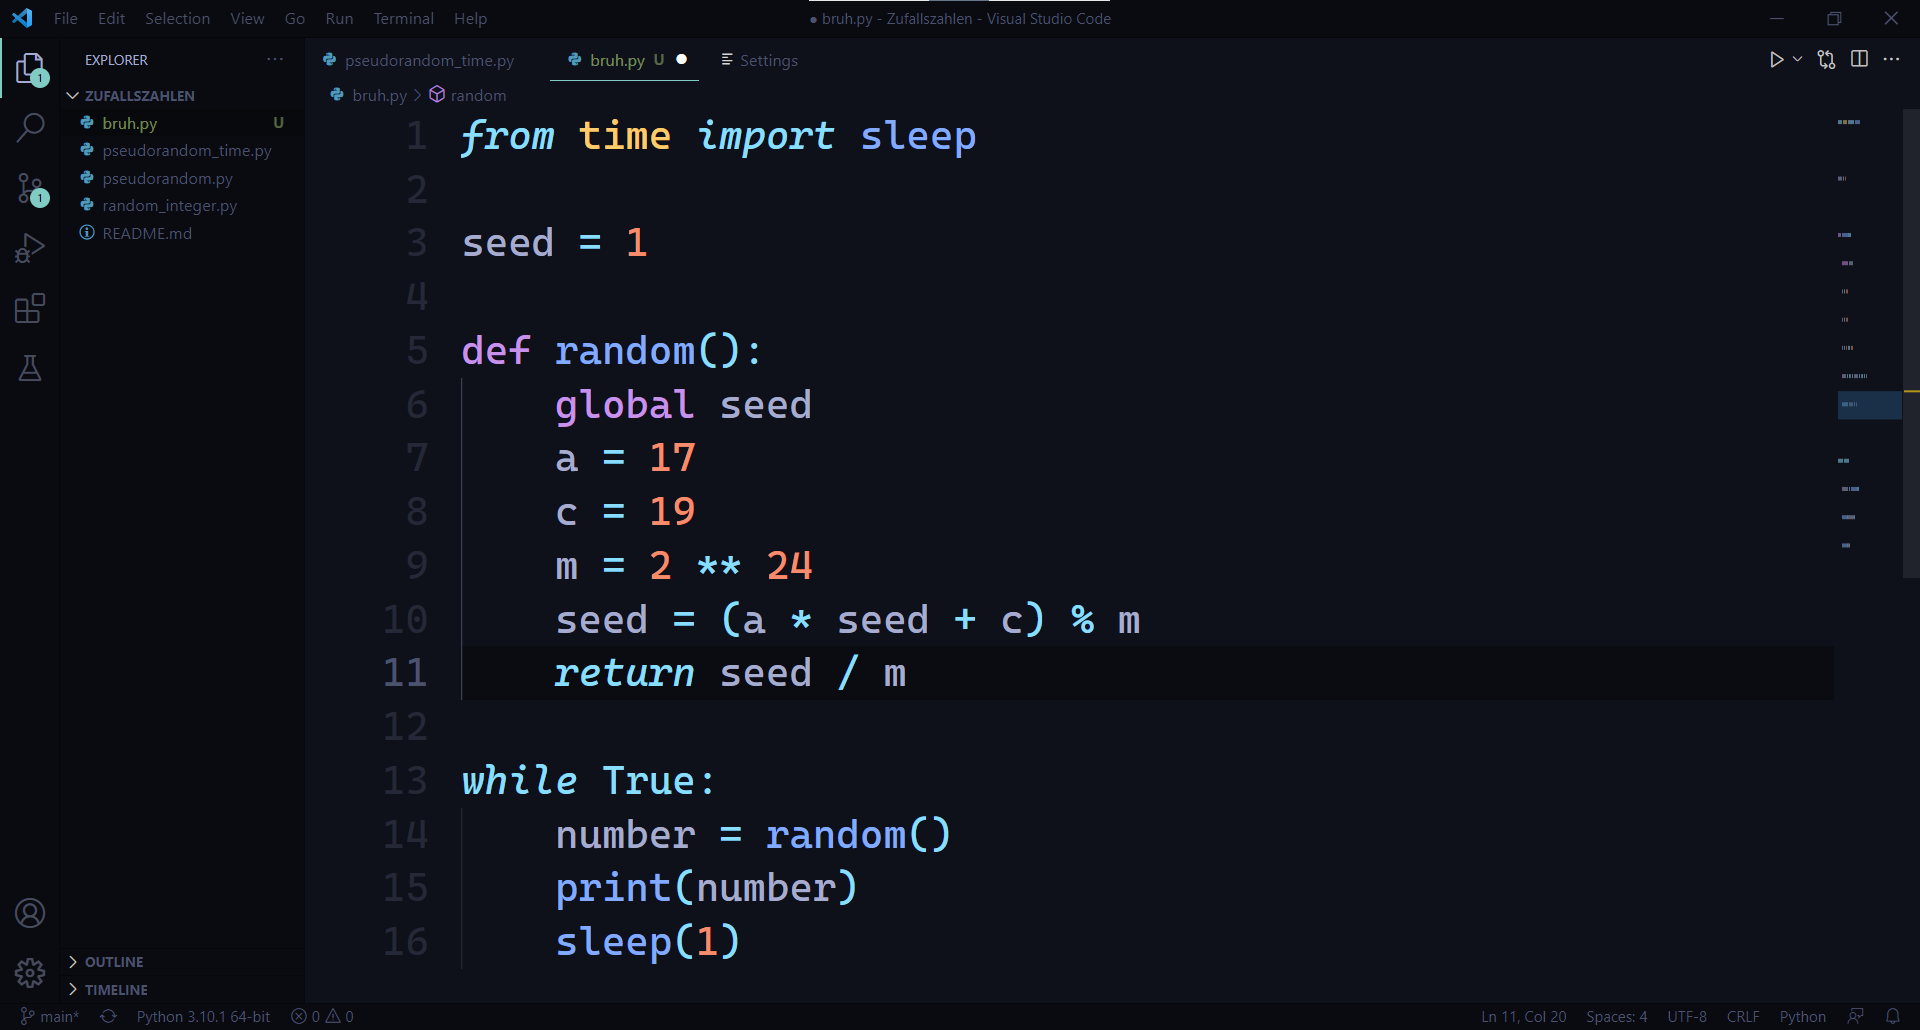 File Edit Selection View Go Run Terminal Help
● bruh.py - Zufallszahlen - Visual Studio Code
EXPLORER
ZUFALLSZAHLEN
bruh.py U
pseudorandom_time.py
pseudorandom.py
random_integer.py
README.md
OUTLINE
TIMELINE
1
1
pseudorandom_time.py bruh.py U ● Settings
bruh.py > random
1 from time import sleep
2
3 seed = 1
4
5 def random():
6     global seed
7     a = 17
8     c = 19
9     m = 2 ** 24
10     seed = (a * seed + c) % m
11     return seed / m
12
13 while True:
14     number = random()
15     print(number)
16     sleep(1)
main* Python 3.10.1 64-bit 0 0 Ln 11, Col 20 Spaces: 4 UTF-8 CRLF Python